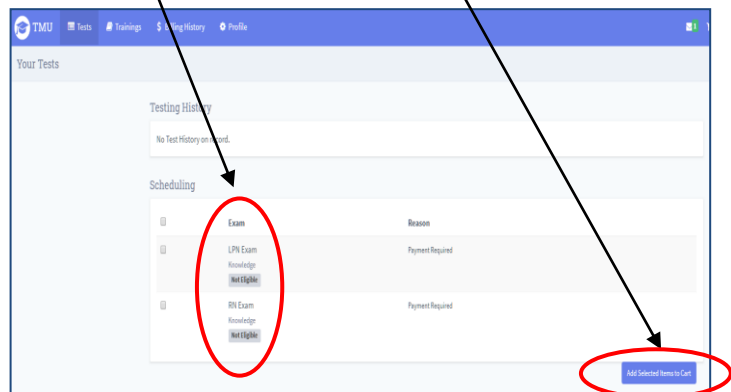 TMU Tests Trainings $ Billing History Profile
Your Tests
Testing History
No Test History on record.
Scheduling
Exam Reason
LPN Exam Payment Required
Knowledge
Not Eligible
RN Exam Payment Required
Knowledge
Not Eligible
Add Selected Items to Cart